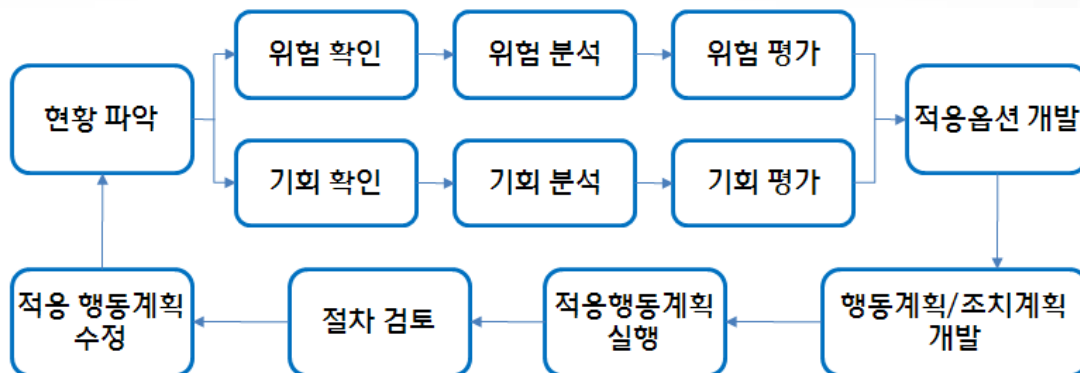 위험 확인
위험 분석
위험 평가
현황 파악
적응옵션 개발
기회 확인
기회 분석
기회 평가
적응 행동계획
수정
절차 검토
적응행동계획
실행
행동계획/조치계획
개발